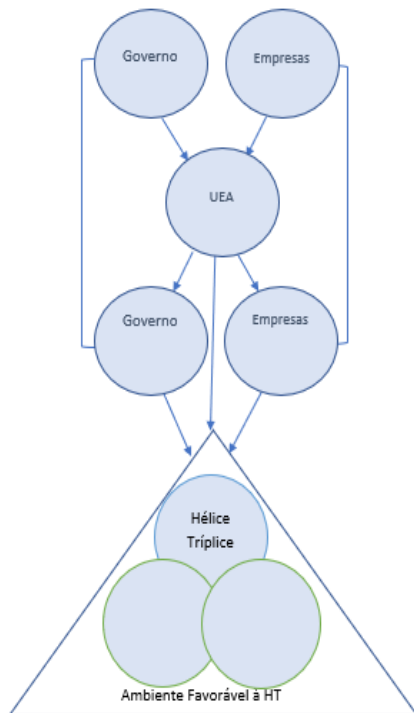 Governo
Empresas
UEA
Governo
Empresas
Hélice
Tríplice
Ambiente Favorável à HT